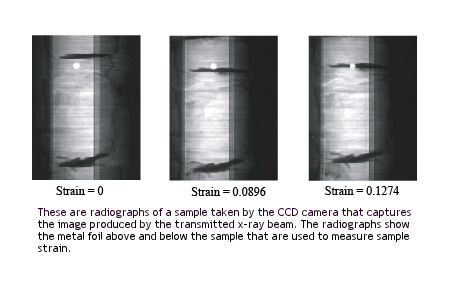 Strain = 0
Strain = 0.0896
Strain = 0.1274
These are radiographs of a sample taken by the CCD camera that captures
the image produced by the transmitted x-ray beam. The radiographs show
the metal foil above and below the sample that are used to measure sample
strain.